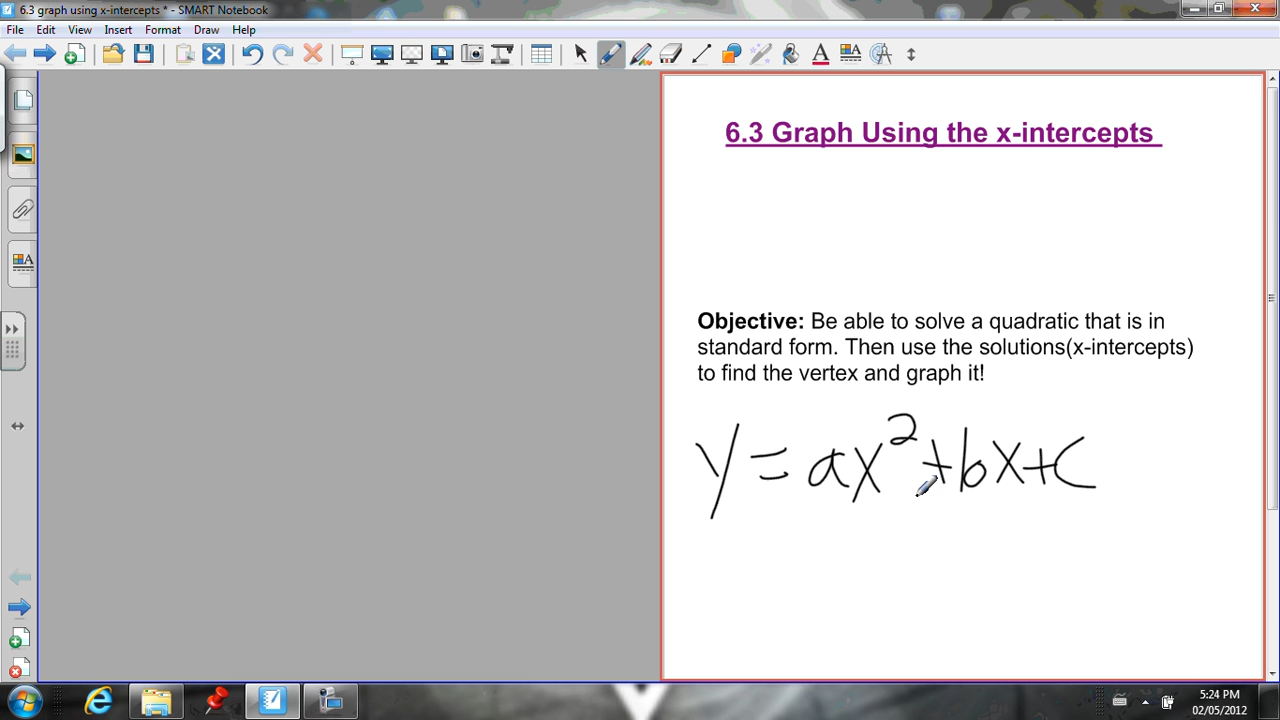 6.3 graph using x-intercepts * - SMART Notebook
File Edit View Insert Format Draw Help
6.3 Graph Using the x-intercepts
Objective: Be able to solve a quadratic that is in
standard form. Then use the solutions(x-intercepts)
to find the vertex and graph it!
y = ax² + bx + c
5:24 PM
02/05/2012